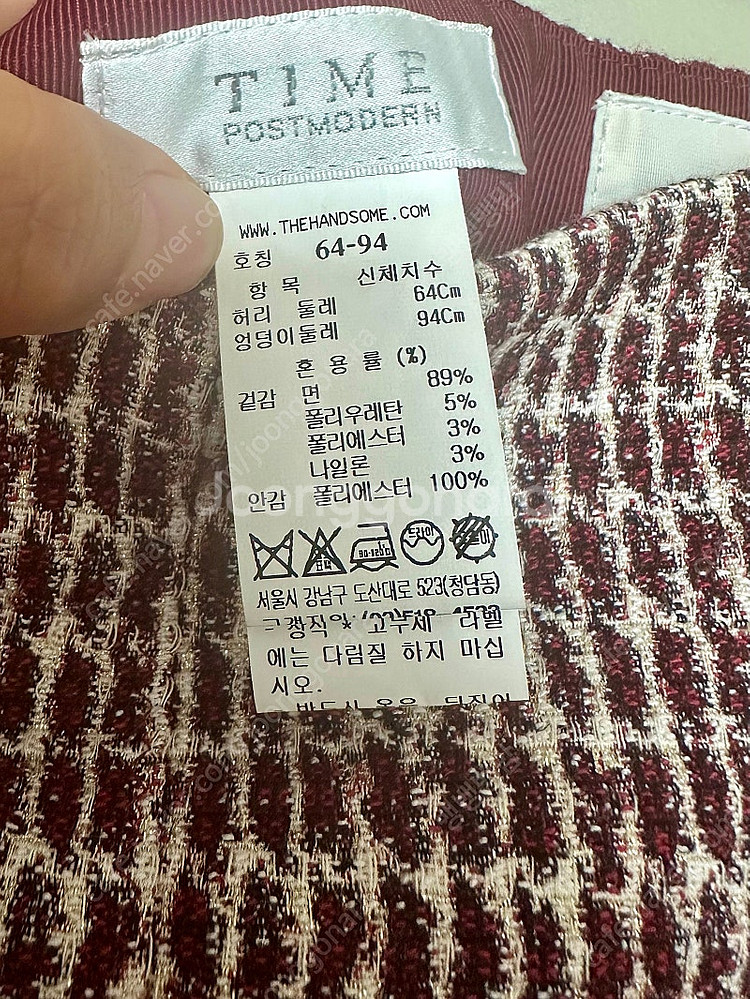 TIME
POSTMODERN
WWW.THEHANDSOME.COM
호칭 64-94
항 목 신체치수
허리 둘레 64Cm
엉덩이둘레 94Cm
혼 용 률 (%)
겉감 면 89%
폴리우레탄 5%
폴리에스터 3%
나일론 3%
안감 폴리에스터 100%
80-120℃
드라이
서울시 강남구 도산대로 523(청담동)
에는 다림질 하지 마십
시오.